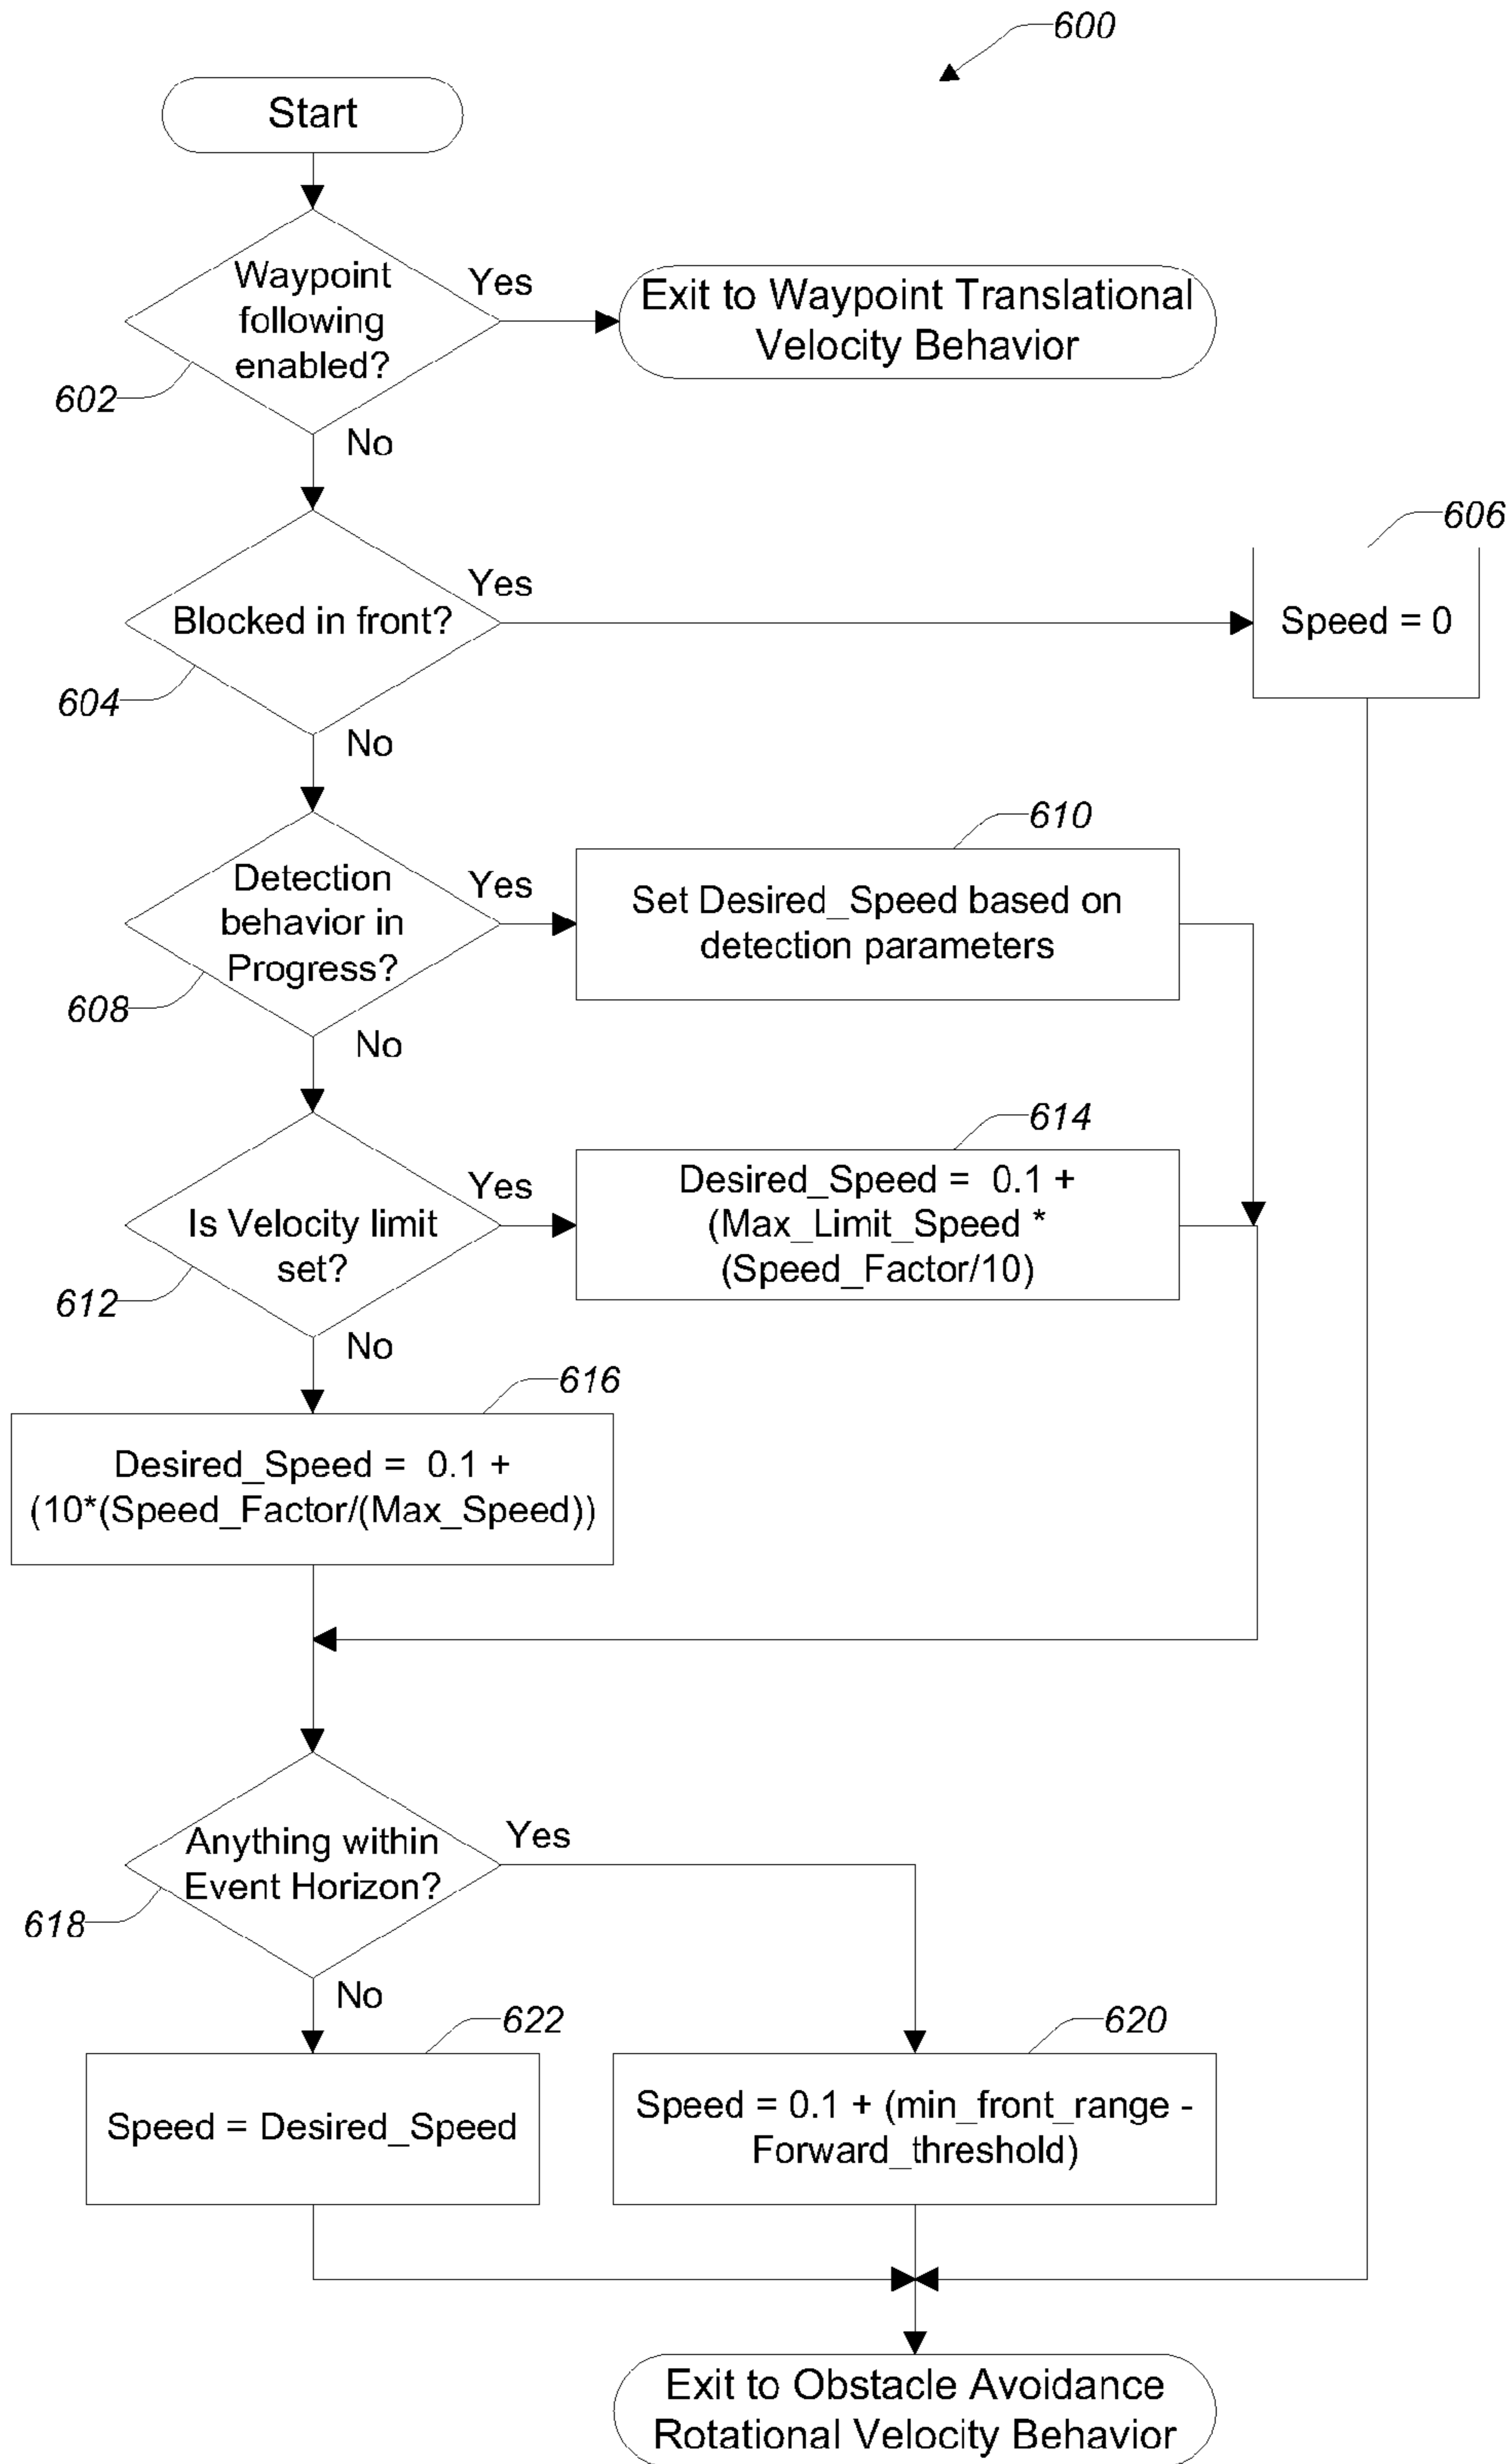 600
Start
Waypoint
following
enabled?
Yes
Exit to Waypoint Translational
Velocity Behavior
602
No
606
Blocked in front?
Yes
Speed = 0
604
No
610
Detection
behavior in
Progress?
Yes
Set Desired_Speed based on
detection parameters
608
No
614
Is Velocity limit
set?
Yes
Desired_Speed = 0.1 +
(Max_Limit_Speed *
(Speed_Factor/10)
612
No
616
Desired_Speed = 0.1 +
(10*(Speed_Factor/(Max_Speed))
Anything within
Event Horizon?
Yes
618
No
622
620
Speed = Desired_Speed
Speed = 0.1 + (min_front_range -
Forward_threshold)
Exit to Obstacle Avoidance
Rotational Velocity Behavior